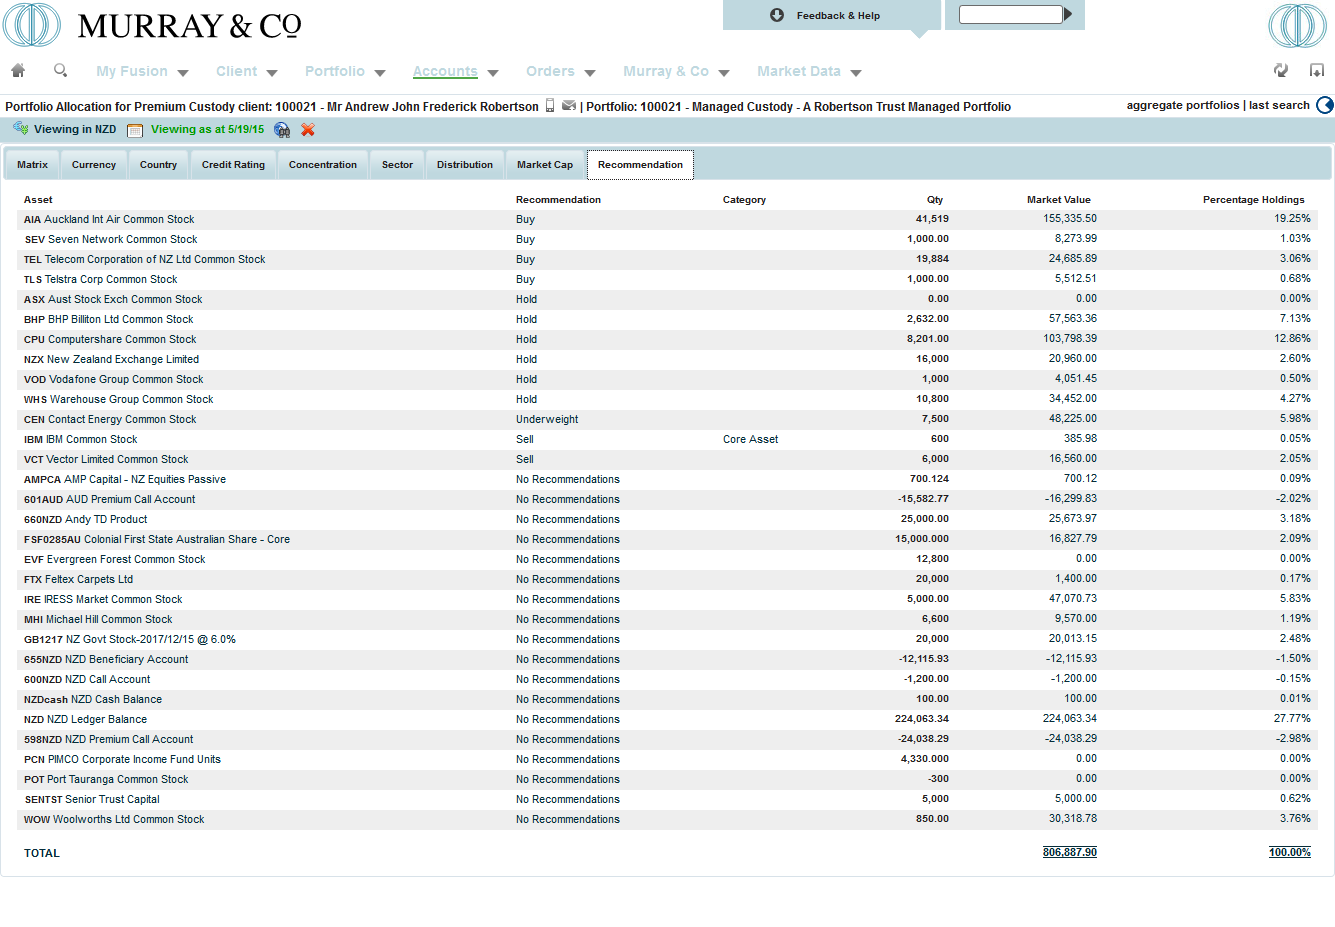 MURRAY & CO
Feedback & Help
My Fusion Client Portfolio Accounts Orders Murray & Co Market Data
Portfolio Allocation for Premium Custody client: 100021 - Mr Andrew John Frederick Robertson | Portfolio: 100021 - Managed Custody - A Robertson Trust Managed Portfolio aggregate portfolios | last search
Viewing in NZD Viewing as at 5/19/15
Matrix Currency Country Credit Rating Concentration Sector Distribution Market Cap Recommendation
Asset Recommendation Category Qty Market Value Percentage Holdings
AIA Auckland Int Air Common Stock Buy 41,519 155,335.50 19.25%
SEV Seven Network Common Stock Buy 1,000.00 8,273.99 1.03%
TEL Telecom Corporation of NZ Ltd Common Stock Buy 19,884 24,685.89 3.06%
TLS Telstra Corp Common Stock Buy 1,000.00 5,512.51 0.68%
ASX Aust Stock Exch Common Stock Hold 0.00 0.00 0.00%
BHP BHP Billiton Ltd Common Stock Hold 2,632.00 57,563.36 7.13%
CPU Computershare Common Stock Hold 8,201.00 103,798.39 12.86%
NZX New Zealand Exchange Limited Hold 16,000 20,960.00 2.60%
VOD Vodafone Group Common Stock Hold 1,000 4,051.45 0.50%
WHS Warehouse Group Common Stock Hold 10,800 34,452.00 4.27%
CEN Contact Energy Common Stock Underweight 7,500 48,225.00 5.98%
IBM IBM Common Stock Sell Core Asset 600 385.98 0.05%
VCT Vector Limited Common Stock Sell 6,000 16,560.00 2.05%
AMPCA AMP Capital - NZ Equities Passive No Recommendations 700.124 700.12 0.09%
601AUD AUD Premium Call Account No Recommendations -15,582.77 -16,299.83 -2.02%
660NZD Andy TD Product No Recommendations 25,000.00 25,673.97 3.18%
FSF0285AU Colonial First State Australian Share - Core No Recommendations 15,000.000 16,827.79 2.09%
EVF Evergreen Forest Common Stock No Recommendations 12,800 0.00 0.00%
FTX Feltex Carpets Ltd No Recommendations 20,000 1,400.00 0.17%
IRE IRESS Market Common Stock No Recommendations 5,000.00 47,070.73 5.83%
MHI Michael Hill Common Stock No Recommendations 6,600 9,570.00 1.19%
GB1217 NZ Govt Stock-2017/12/15 @ 6.0% No Recommendations 20,000 20,013.15 2.48%
655NZD NZD Beneficiary Account No Recommendations -12,115.93 -12,115.93 -1.50%
600NZD NZD Call Account No Recommendations -1,200.00 -1,200.00 -0.15%
NZDcash NZD Cash Balance No Recommendations 100.00 100.00 0.01%
NZD NZD Ledger Balance No Recommendations 224,063.34 224,063.34 27.77%
598NZD NZD Premium Call Account No Recommendations -24,038.29 -24,038.29 -2.98%
PCN PIMCO Corporate Income Fund Units No Recommendations 4,330.000 0.00 0.00%
POT Port Tauranga Common Stock No Recommendations -300 0.00 0.00%
SENTST Senior Trust Capital No Recommendations 5,000 5,000.00 0.62%
WOW Woolworths Ltd Common Stock No Recommendations 850.00 30,318.78 3.76%
TOTAL 806,887.90 100.00%